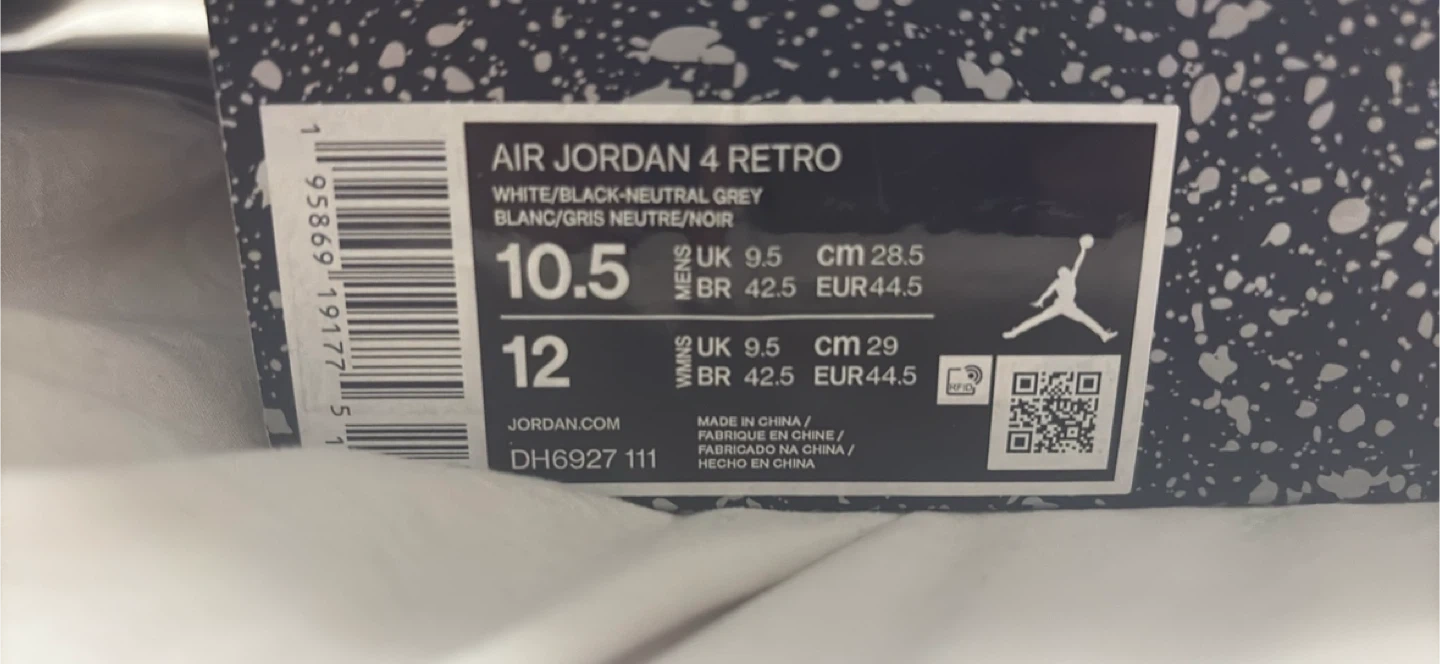 AIR JORDAN 4 RETRO
WHITE/BLACK-NEUTRAL GREY
BLANC/GRIS NEUTRE/NOIR
10.5 MENS UK 9.5 cm 28.5
BR 42.5 EUR 44.5
12 WMNS UK 9.5 cm 29
BR 42.5 EUR 44.5
RFID
JORDAN.COM
DH6927 111
MADE IN CHINA /
FABRIQUE EN CHINE /
FABRICADO NA CHINA /
HECHO EN CHINA
1 95869 19177 5 1